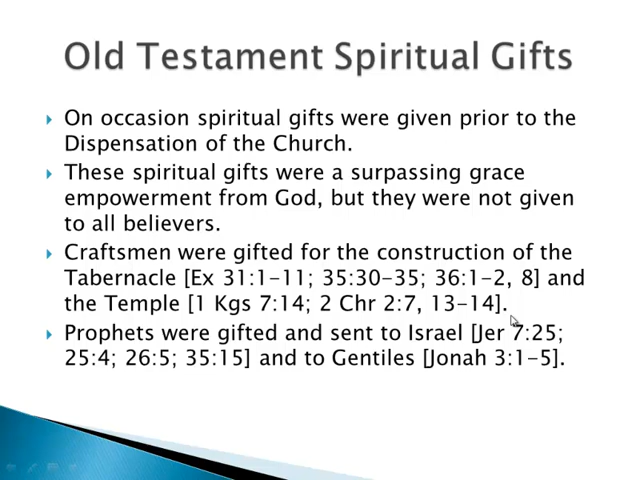 Old Testament Spiritual Gifts
On occasion spiritual gifts were given prior to the
Dispensation of the Church.
These spiritual gifts were a surpassing grace
empowerment from God, but they were not given
to all believers.
Craftsmen were gifted for the construction of the
Tabernacle [Ex 31:1-11; 35:30-35; 36:1-2, 8] and
the Temple [1 Kgs 7:14; 2 Chr 2:7, 13-14].
Prophets were gifted and sent to Israel [Jer 7:25;
25:4; 26:5; 35:15] and to Gentiles [Jonah 3:1-5].